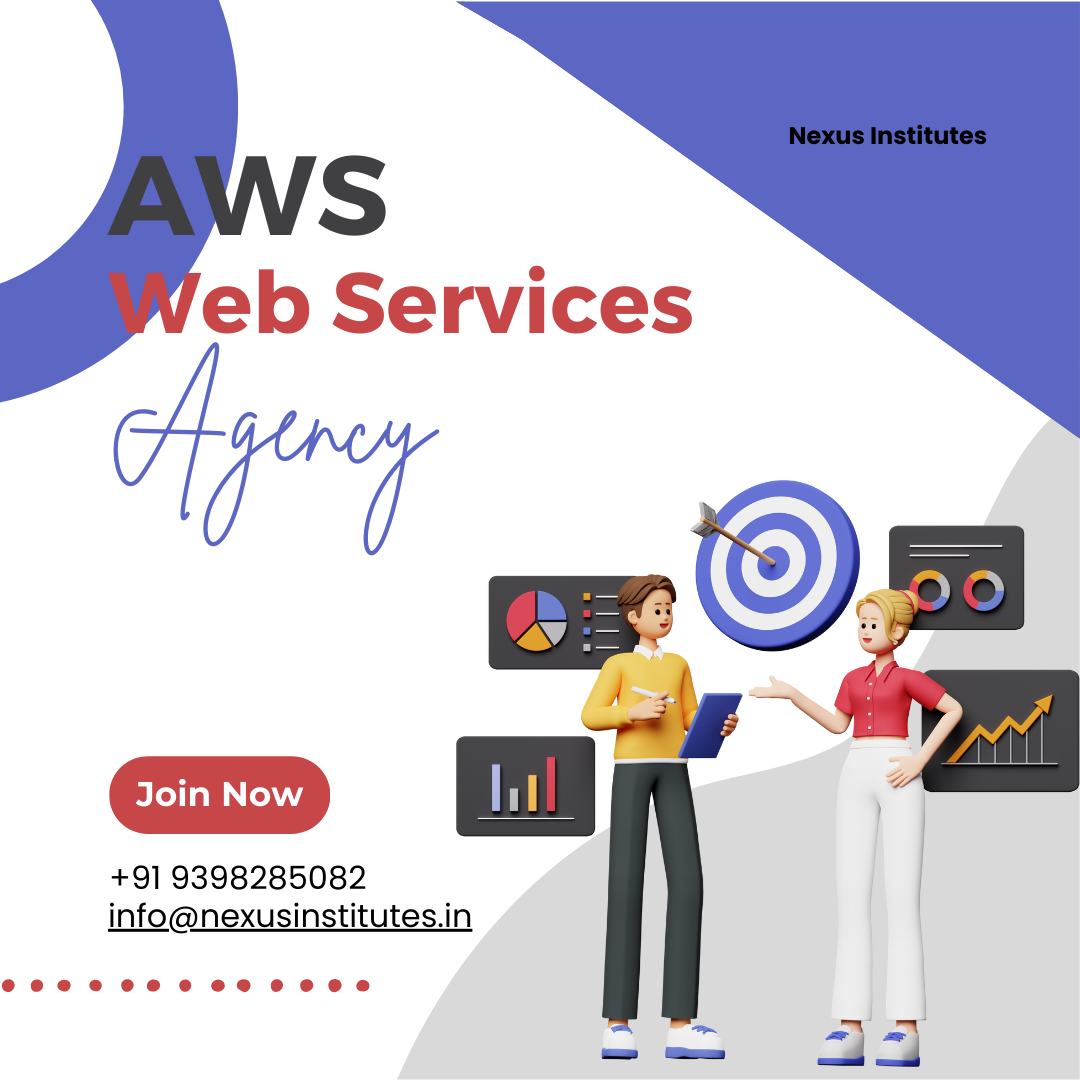 Nexus Institutes
AWS
Web Services
Agency
Join Now
+91 9398285082
info@nexusinstitutes.in